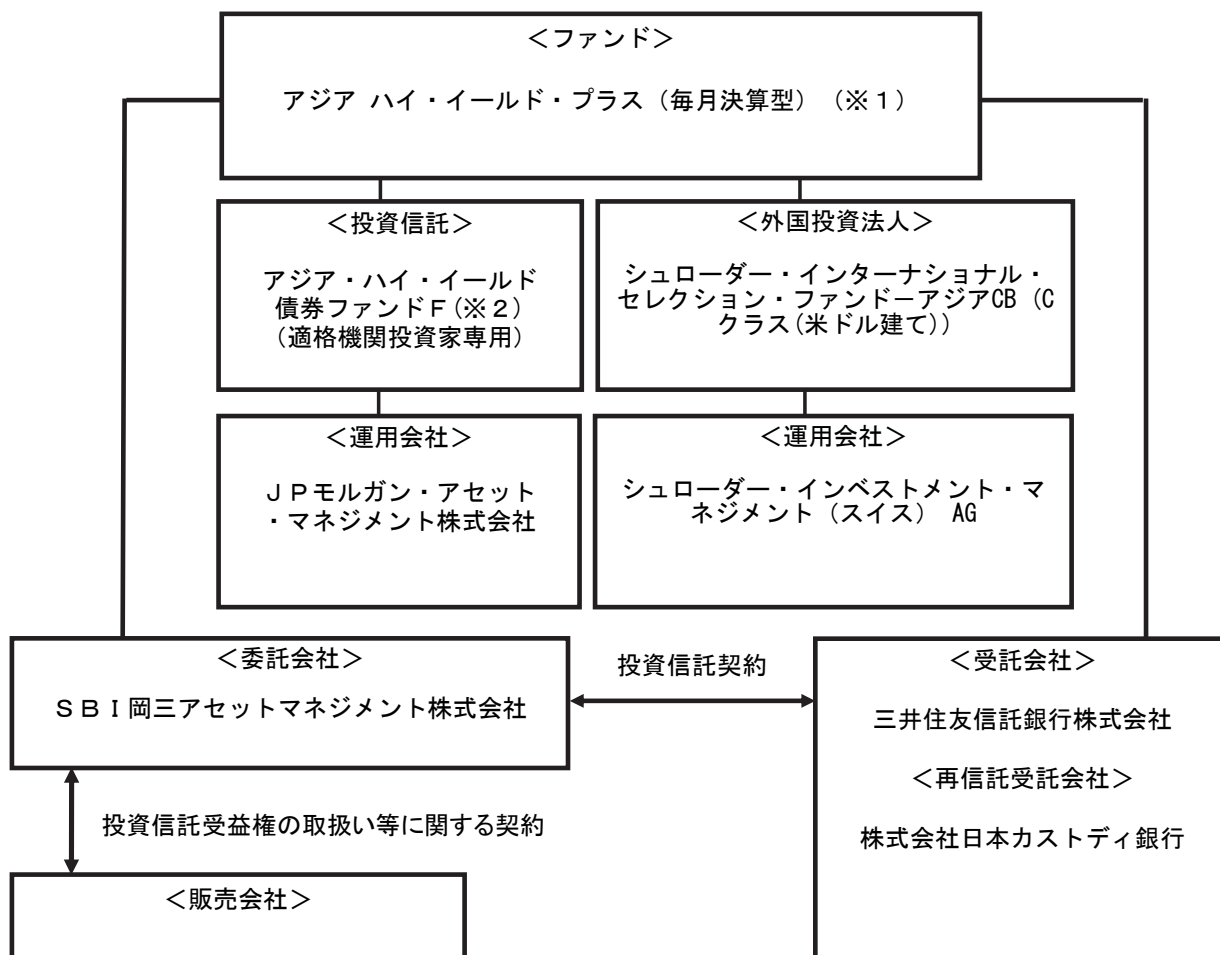 ＜ファンド＞
アジア ハイ・イールド・プラス（毎月決算型）（※１）
＜投資信託＞
アジア・ハイ・イールド
債券ファンドＦ(※２)
（適格機関投資家専用）
＜外国投資法人＞
シュローダー・インターナショナル・
セレクション・ファンド－アジアCB（C
クラス(米ドル建て)）
＜運用会社＞
ＪＰモルガン・アセット
・マネジメント株式会社
＜運用会社＞
シュローダー・インベストメント・マ
ネジメント（スイス） AG
＜委託会社＞
ＳＢＩ岡三アセットマネジメント株式会社
投資信託契約
＜受託会社＞
三井住友信託銀行株式会社
＜再信託受託会社＞
株式会社日本カストディ銀行
投資信託受益権の取扱い等に関する契約
＜販売会社＞